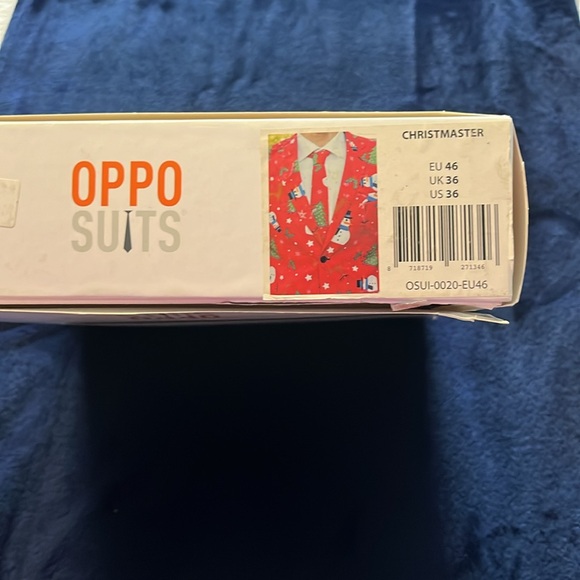 OPPO
SUITS®
CHRISTMASTER
EU 46
UK 36
US 36
8 718719 271346
OSUI-0020-EU46